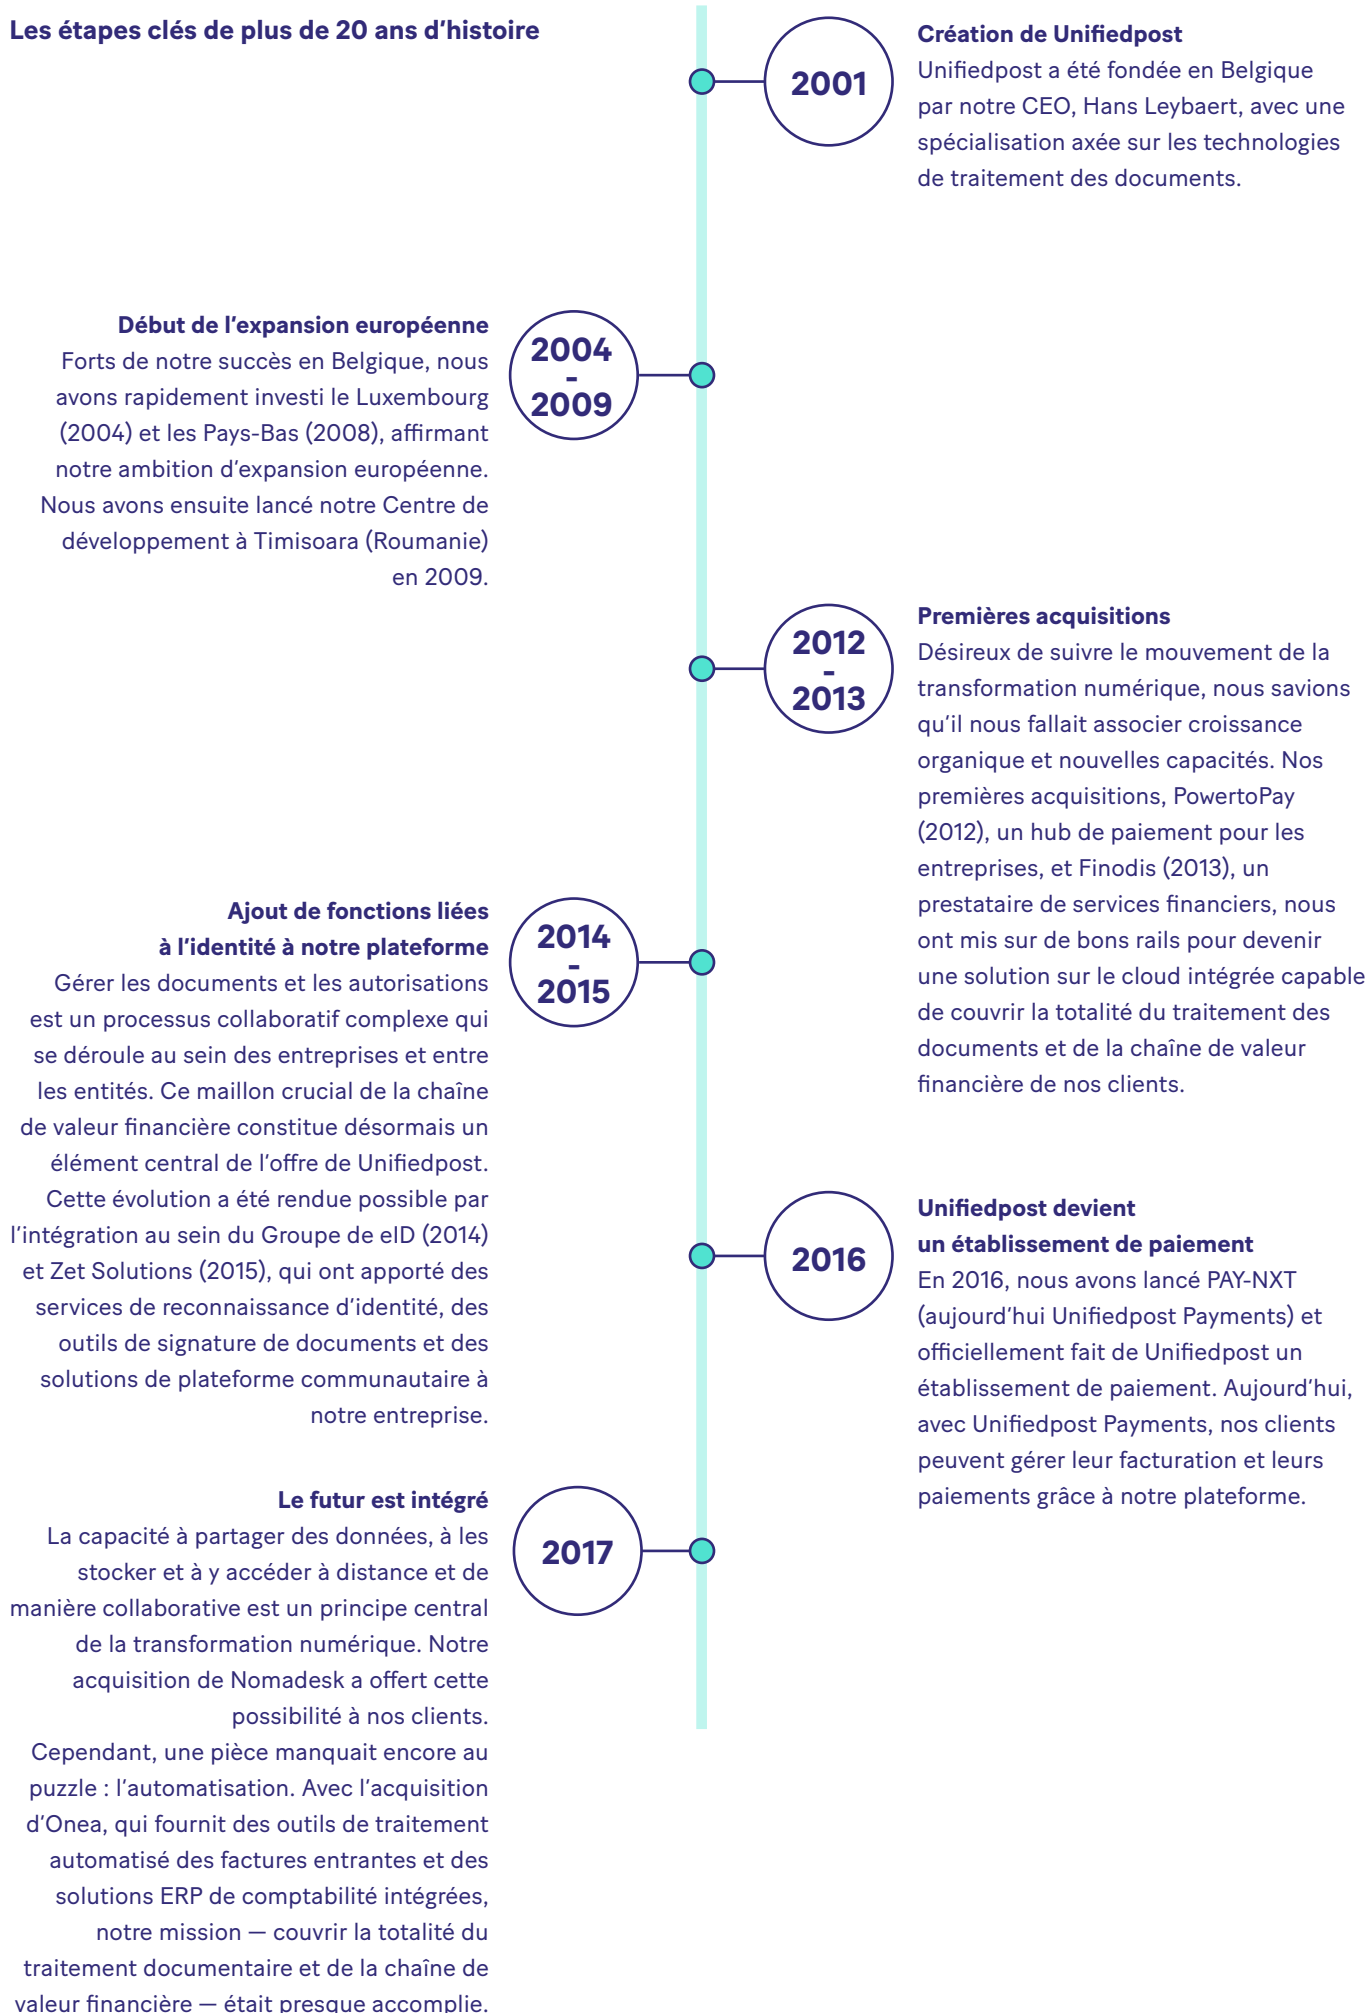 Les étapes clés de plus de 20 ans d'histoire
2001
Création de Unifiedpost
Unifiedpost a été fondée en Belgique
par notre CEO, Hans Leybaert, avec une
spécialisation axée sur les technologies
de traitement des documents.
Début de l'expansion européenne
Forts de notre succès en Belgique, nous
avons rapidement investi le Luxembourg
(2004) et les Pays-Bas (2008), affirmant
notre ambition d'expansion européenne.
Nous avons ensuite lancé notre Centre de
développement à Timisoara (Roumanie)
en 2009.
2004
-
2009
2012
-
2013
Premières acquisitions
Désireux de suivre le mouvement de la
transformation numérique, nous savions
qu'il nous fallait associer croissance
organique et nouvelles capacités. Nos
premières acquisitions, PowertoPay
(2012), un hub de paiement pour les
entreprises, et Finodis (2013), un
prestataire de services financiers, nous
ont mis sur de bons rails pour devenir
une solution sur le cloud intégrée capable
de couvrir la totalité du traitement des
documents et de la chaîne de valeur
financière de nos clients.
Ajout de fonctions liées
à l'identité à notre plateforme
Gérer les documents et les autorisations
est un processus collaboratif complexe qui
se déroule au sein des entreprises et entre
les entités. Ce maillon crucial de la chaîne
de valeur financière constitue désormais un
élément central de l'offre de Unifiedpost.
Cette évolution a été rendue possible par
l'intégration au sein du Groupe de eID (2014)
et Zet Solutions (2015), qui ont apporté des
services de reconnaissance d'identité, des
outils de signature de documents et des
solutions de plateforme communautaire à
notre entreprise.
2014
-
2015
2016
Unifiedpost devient
un établissement de paiement
En 2016, nous avons lancé PAY-NXT
(aujourd'hui Unifiedpost Payments) et
officiellement fait de Unifiedpost un
établissement de paiement. Aujourd'hui,
avec Unifiedpost Payments, nos clients
peuvent gérer leur facturation et leurs
paiements grâce à notre plateforme.
Le futur est intégré
La capacité à partager des données, à les
stocker et à y accéder à distance et de
manière collaborative est un principe central
de la transformation numérique. Notre
acquisition de Nomadesk a offert cette
possibilité à nos clients.
Cependant, une pièce manquait encore au
puzzle : l'automatisation. Avec l'acquisition
d'Onea, qui fournit des outils de traitement
automatisé des factures entrantes et des
solutions ERP de comptabilité intégrées,
notre mission — couvrir la totalité du
traitement documentaire et de la chaîne de
valeur financière — était presque accomplie.
2017